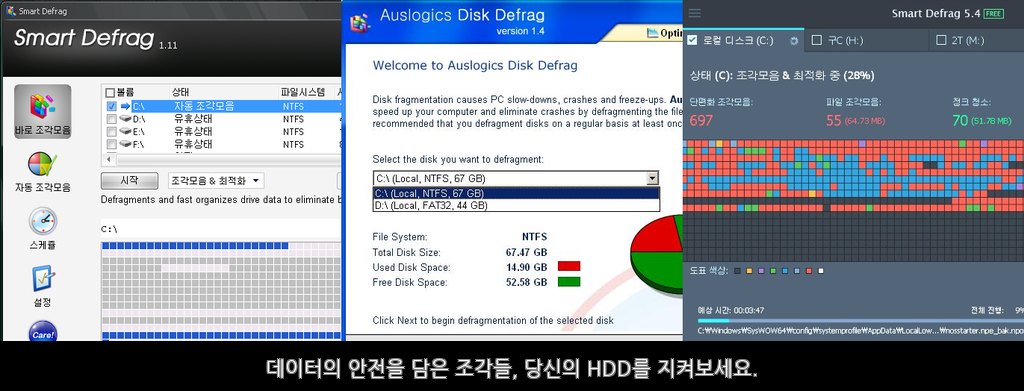 Smart Defrag
Smart Defrag 1.11
바로 조각모음
자동 조각모음
스케쥴
설정
Care!
볼륨 상태 파일시스템
C:\ 자동 조각모음 NTFS
D:\ 유휴상태 NTFS
E:\ 유휴상태 NTFS
F:\ 유휴상태 NTFS
시작 조각모음 & 최적화
Defragments and fast organizes drive data to eliminate
C:\
Auslogics Disk Defrag
version 1.4
Welcome to Auslogics Disk Defrag
Disk fragmentation causes PC slow-downs, crashes and freeze-ups. Au
speed up your computer and eliminate crashes by defragmenting the file
recommended that you defragment disks on a regular basis at least onc
Select the disk you want to defragment:
C:\ (Local, NTFS, 67 GB)
C:\ (Local, NTFS, 67 GB)
D:\ (Local, FAT32, 44 GB)
File System: NTFS
Total Disk Size: 67.47 GB
Used Disk Space: 14.90 GB
Free Disk Space: 52.58 GB
Click Next to begin defragmentation of the selected disk
Smart Defrag 5.4 FREE
로컬 디스크 (C:) 구C (H:) 2T (M:)
상태 (C): 조각모음 & 최적화 중 (28%)
단편화 조각모음: 파일 조각모음: 정크 청소:
697 55 (64.73 MB) 70 (51.78 MB)
도표 색상:
예상 시간: 00:03:47 전체 진행: 9%
C:₩Windows₩SysWOW64₩config₩systemprofile₩AppData₩LocalLow...₩nosstarter.npe_bak.npo
데이터의 안전을 담은 조각들, 당신의 HDD를 지켜보세요.